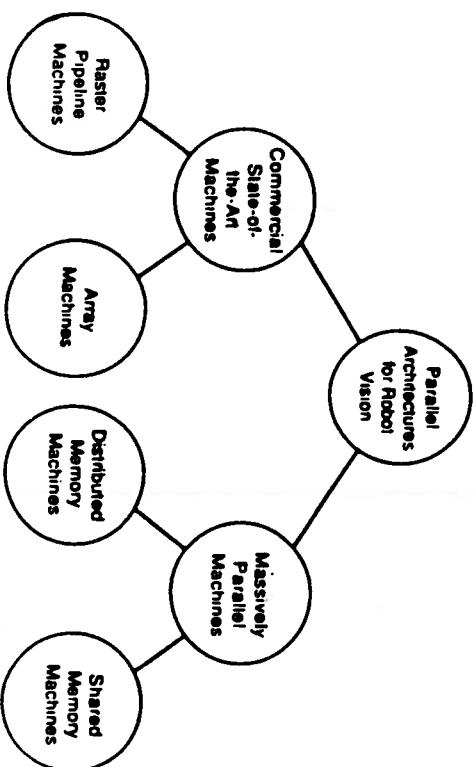 Parallel
Architectures
for Robot
Vision
Commercial
State-of-
the-Art
Machines
Massively
Parallel
Machines
Raster
Pipeline
Machines
Array
Machines
Distributed
Memory
Machines
Shared
Memory
Machines